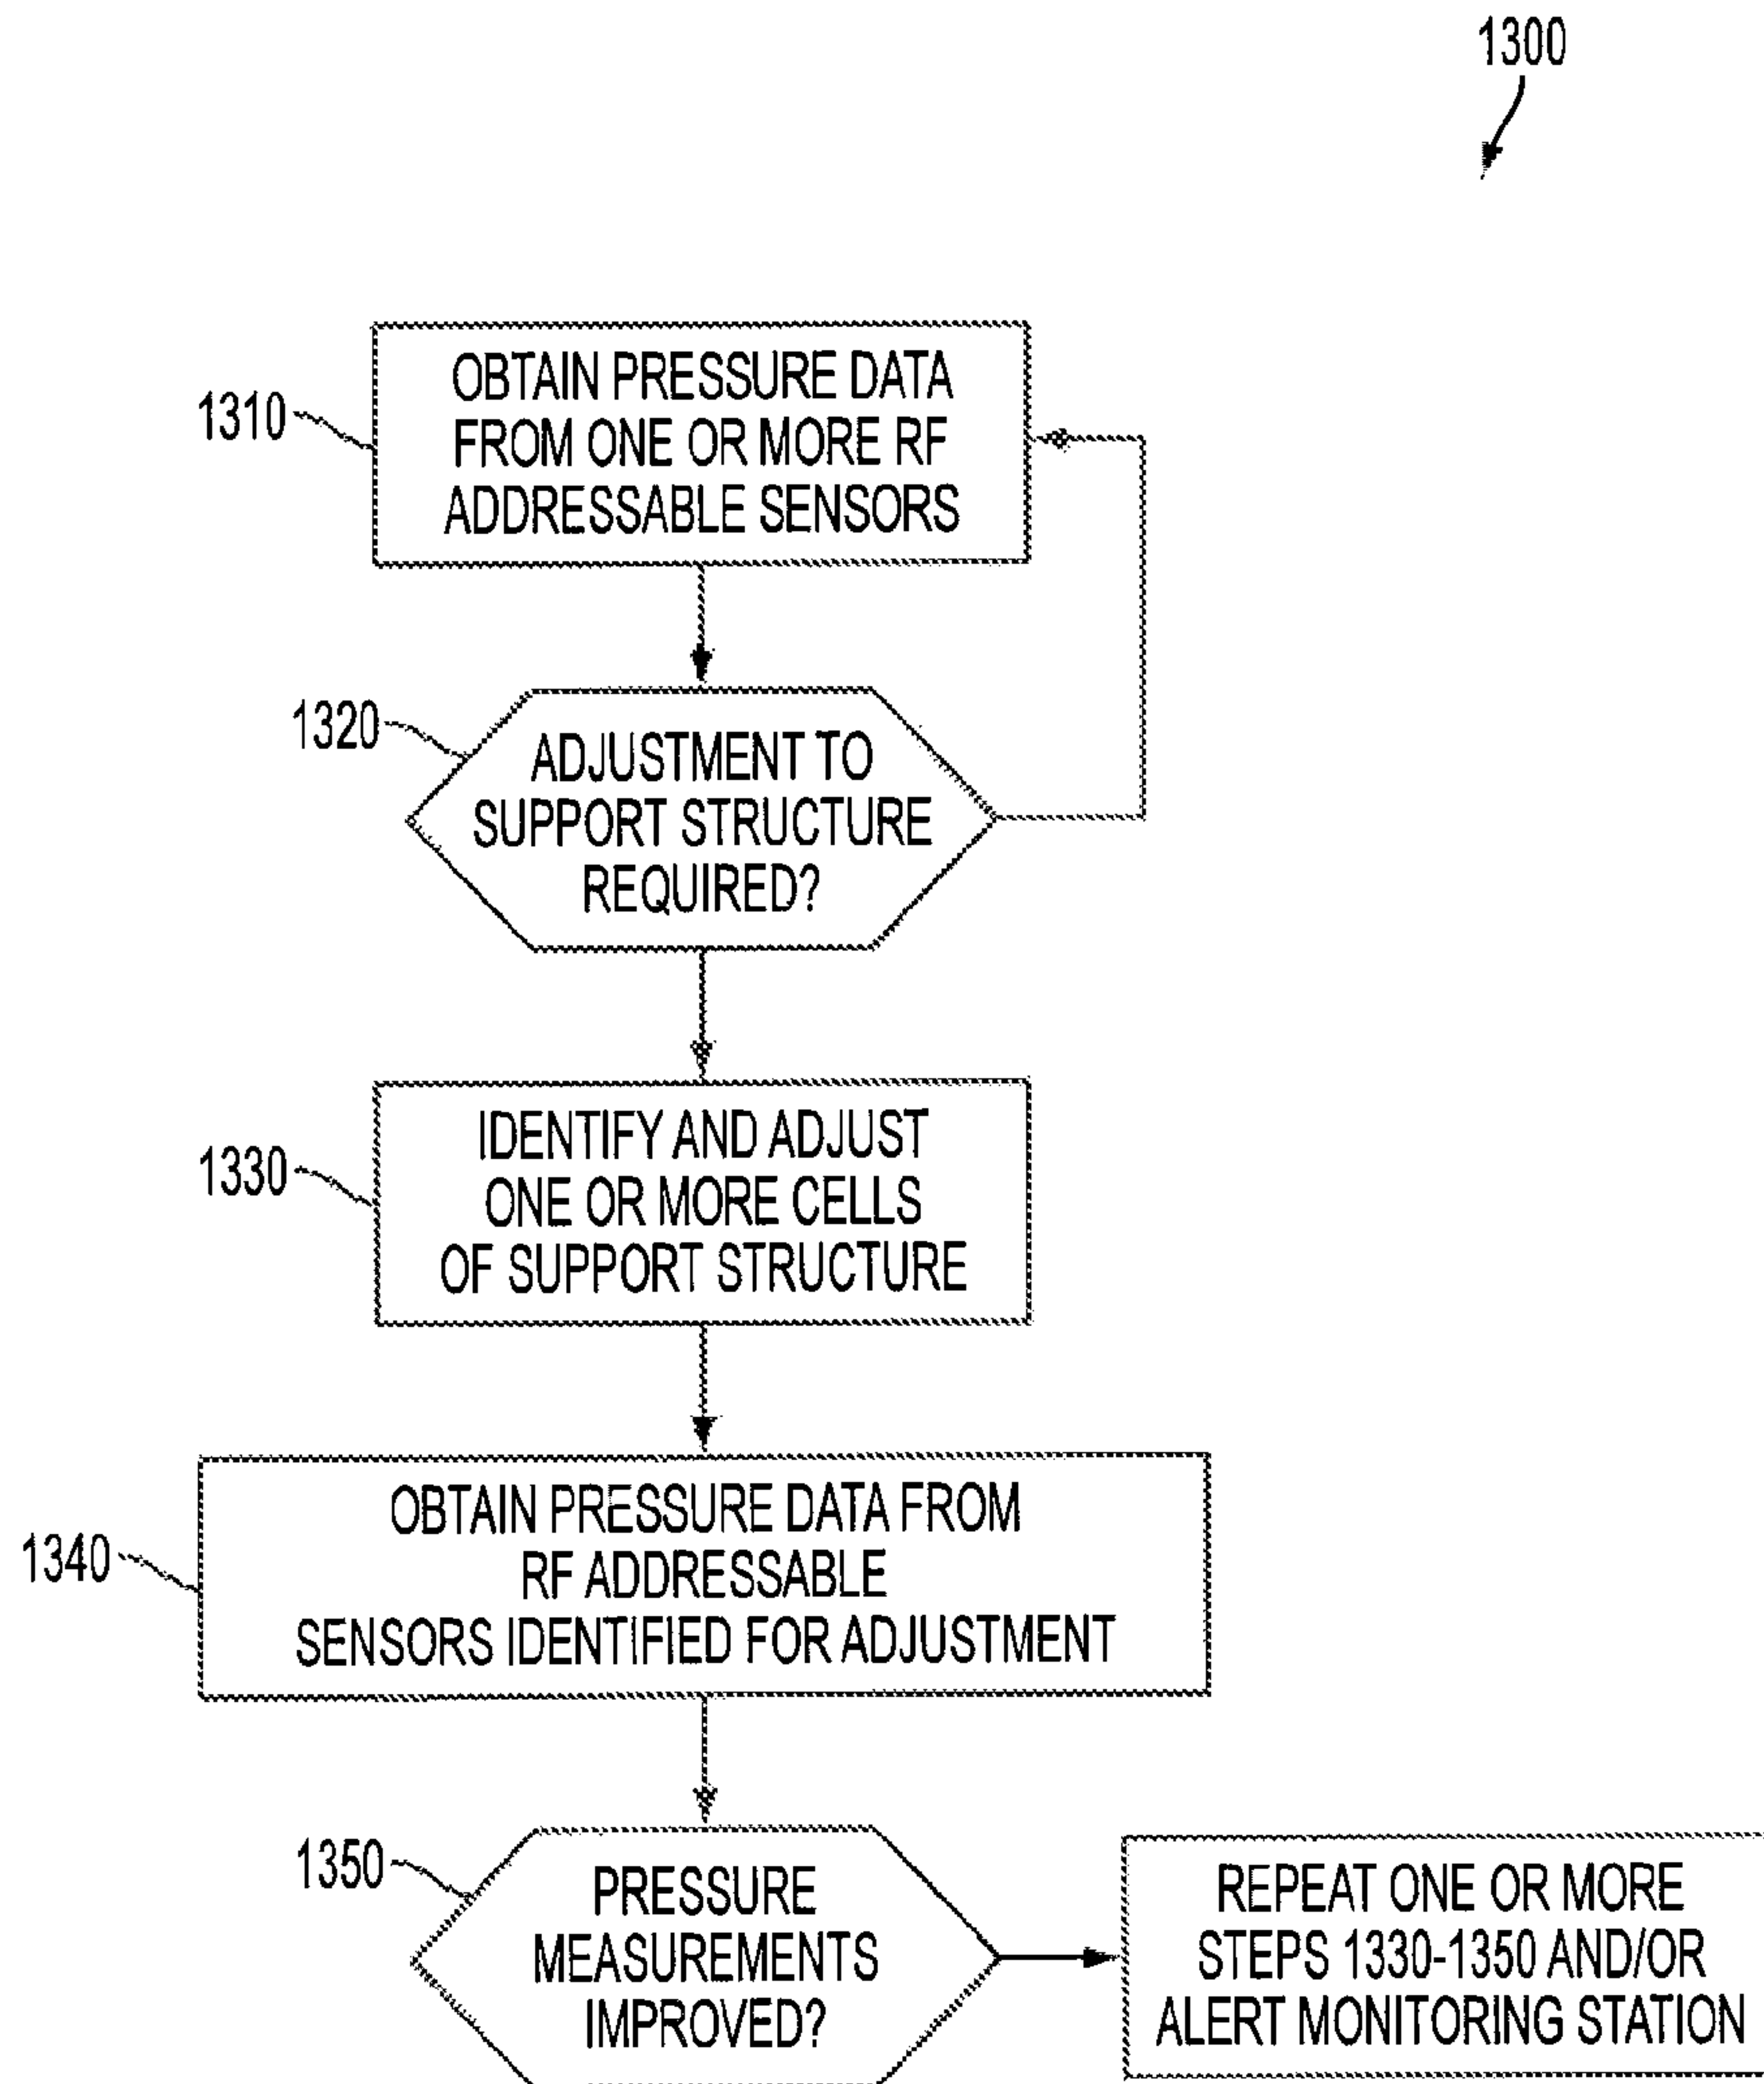 1300
1310
OBTAIN PRESSURE DATA
FROM ONE OR MORE RF
ADDRESSABLE SENSORS
1320
ADJUSTMENT TO
SUPPORT STRUCTURE
REQUIRED?
1330
IDENTIFY AND ADJUST
ONE OR MORE CELLS
OF SUPPORT STRUCTURE
1340
OBTAIN PRESSURE DATA FROM
RF ADDRESSABLE
SENSORS IDENTIFIED FOR ADJUSTMENT
1350
PRESSURE
MEASUREMENTS
IMPROVED?
REPEAT ONE OR MORE
STEPS 1330-1350 AND/OR
ALERT MONITORING STATION